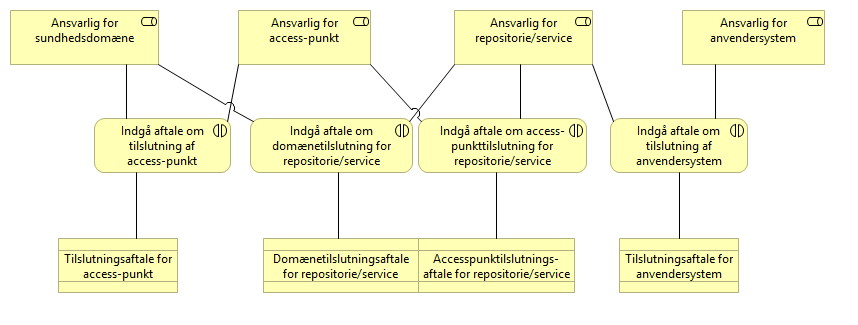 Ansvarlig for
sundhedsdomæne
Ansvarlig for
access-punkt
Ansvarlig for
repositorie/service
Ansvarlig for
anvendersystem
Indgå aftale om
tilslutning af
access-punkt
Indgå aftale om
domænetilslutning for
repositorie/service
Indgå aftale om access-
punkttilslutning for
repositorie/service
Indgå aftale om
tilslutning af
anvendersystem
Tilslutningsaftale for
access-punkt
Domænetilslutningsaftale
for repositorie/service
Accesspunktilslutnings-
aftale for repositorie/service
Tilslutningsaftale for
anvendersystem